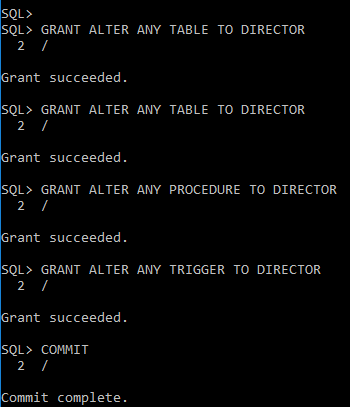 SQL>
SQL> GRANT ALTER ANY TABLE TO DIRECTOR
  2  /
Grant succeeded.
SQL> GRANT ALTER ANY TABLE TO DIRECTOR
  2  /
Grant succeeded.
SQL> GRANT ALTER ANY PROCEDURE TO DIRECTOR
  2  /
Grant succeeded.
SQL> GRANT ALTER ANY TRIGGER TO DIRECTOR
  2  /
Grant succeeded.
SQL> COMMIT
  2  /
Commit complete.